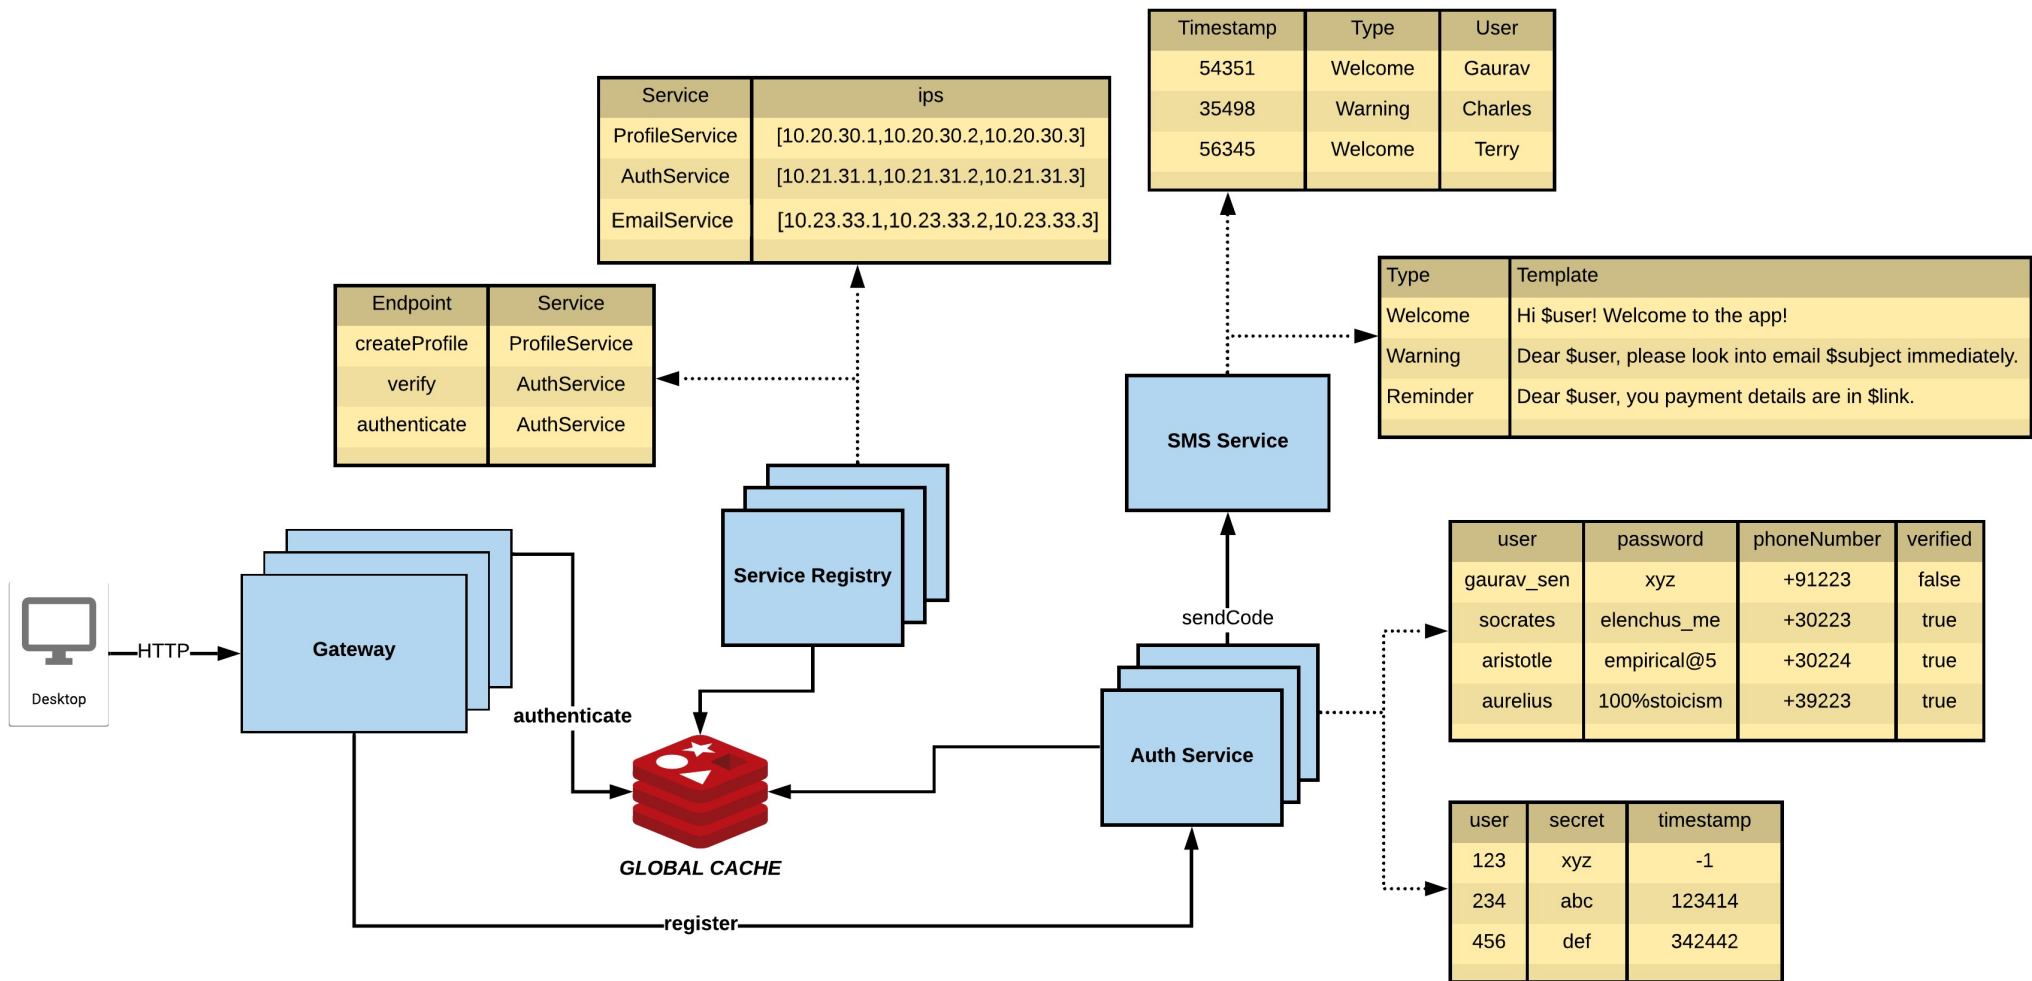 Timestamp Type User
54351 Welcome Gaurav
35498 Warning Charles
56345 Welcome Terry
Service ips
ProfileService [10.20.30.1,10.20.30.2,10.20.30.3]
AuthService [10.21.31.1,10.21.31.2,10.21.31.3]
EmailService [10.23.33.1,10.23.33.2,10.23.33.3]
Endpoint Service
createProfile ProfileService
verify AuthService
authenticate AuthService
Type Template
Welcome Hi $user! Welcome to the app!
Warning Dear $user, please look into email $subject immediately.
Reminder Dear $user, you payment details are in $link.
SMS Service
Service Registry
sendCode
user password phoneNumber verified
gaurav_sen xyz +91223 false
socrates elenchus_me +30223 true
aristotle empirical@5 +30224 true
aurelius 100%stoicism +39223 true
Desktop
HTTP
Gateway
authenticate
GLOBAL CACHE
Auth Service
register
user secret timestamp
123 xyz -1
234 abc 123414
456 def 342442